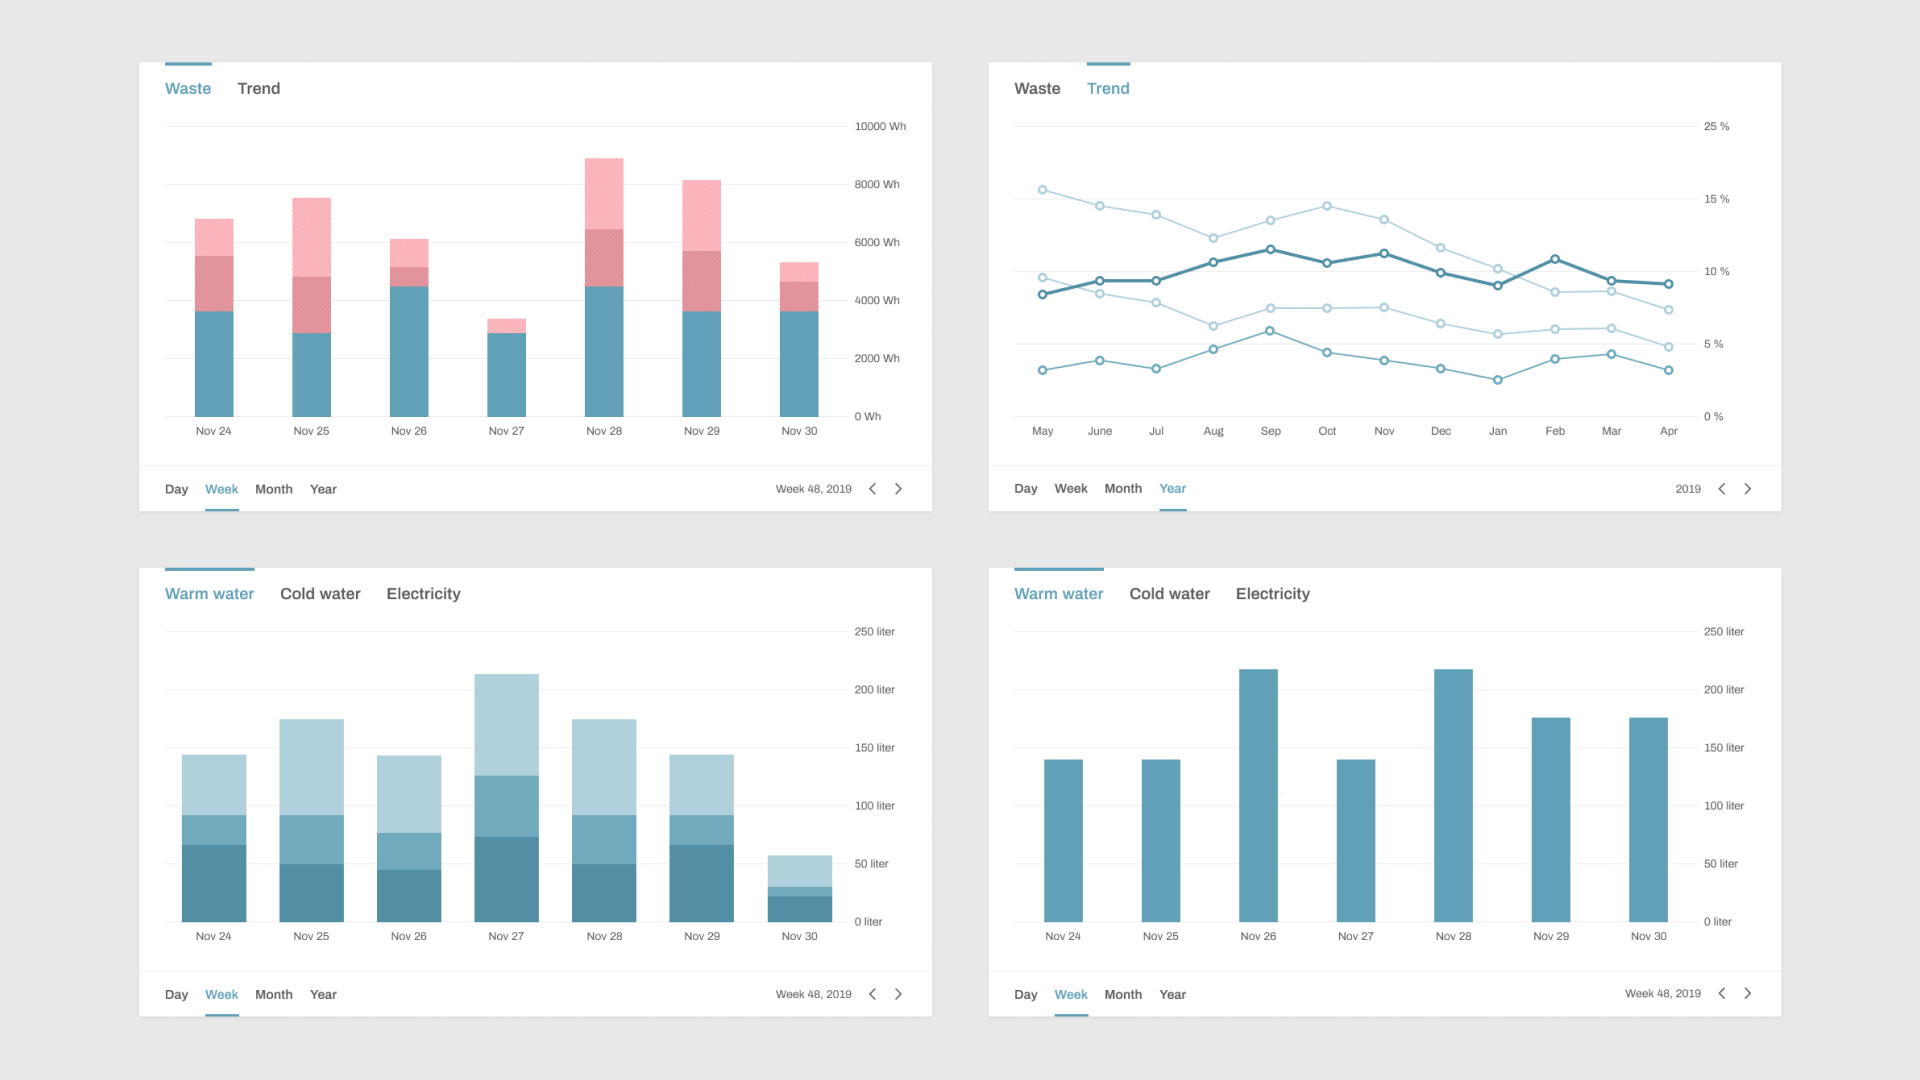 Waste Trend
10000 Wh
8000 Wh
6000 Wh
4000 Wh
2000 Wh
0 Wh
Nov 24 Nov 25 Nov 26 Nov 27 Nov 28 Nov 29 Nov 30
Day Week Month Year Week 48, 2019
Waste Trend
25 %
15 %
10 %
5 %
0 %
May June Jul Aug Sep Oct Nov Dec Jan Feb Mar Apr
Day Week Month Year 2019
Warm water Cold water Electricity
250 liter
200 liter
150 liter
100 liter
50 liter
0 liter
Nov 24 Nov 25 Nov 26 Nov 27 Nov 28 Nov 29 Nov 30
Day Week Month Year Week 48, 2019
Warm water Cold water Electricity
250 liter
200 liter
150 liter
100 liter
50 liter
0 liter
Nov 24 Nov 25 Nov 26 Nov 27 Nov 28 Nov 29 Nov 30
Day Week Month Year Week 48, 2019